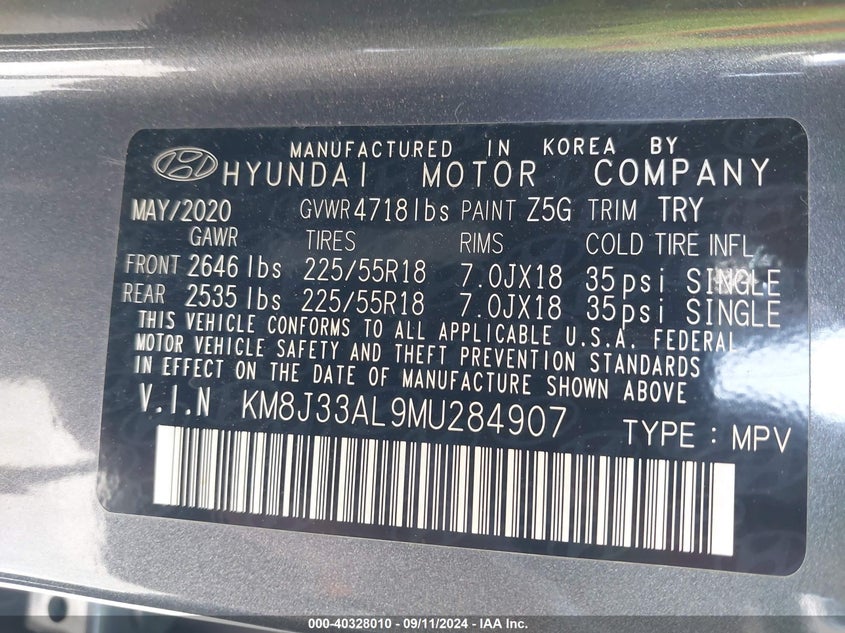 MANUFACTURED IN KOREA BY
HYUNDAI MOTOR COMPANY
MAY/2020 GVWR 4718lbs PAINT Z5G TRIM TRY
GAWR TIRES RIMS COLD TIRE INFL
FRONT 2646 lbs 225/55R18 7.0JX18 35psi SINGLE
REAR 2535 lbs 225/55R18 7.0JX18 35psi SINGLE
THIS VEHICLE CONFORMS TO ALL APPLICABLE U.S.A. FEDERAL
MOTOR VEHICLE SAFETY AND THEFT PREVENTION STANDARDS
IN EFFECT ON THE DATE OF MANUFACTURE SHOWN ABOVE
V.I.N KM8J33AL9MU284907 TYPE : MPV
000-40328010 - 09/11/2024 - IAA Inc.